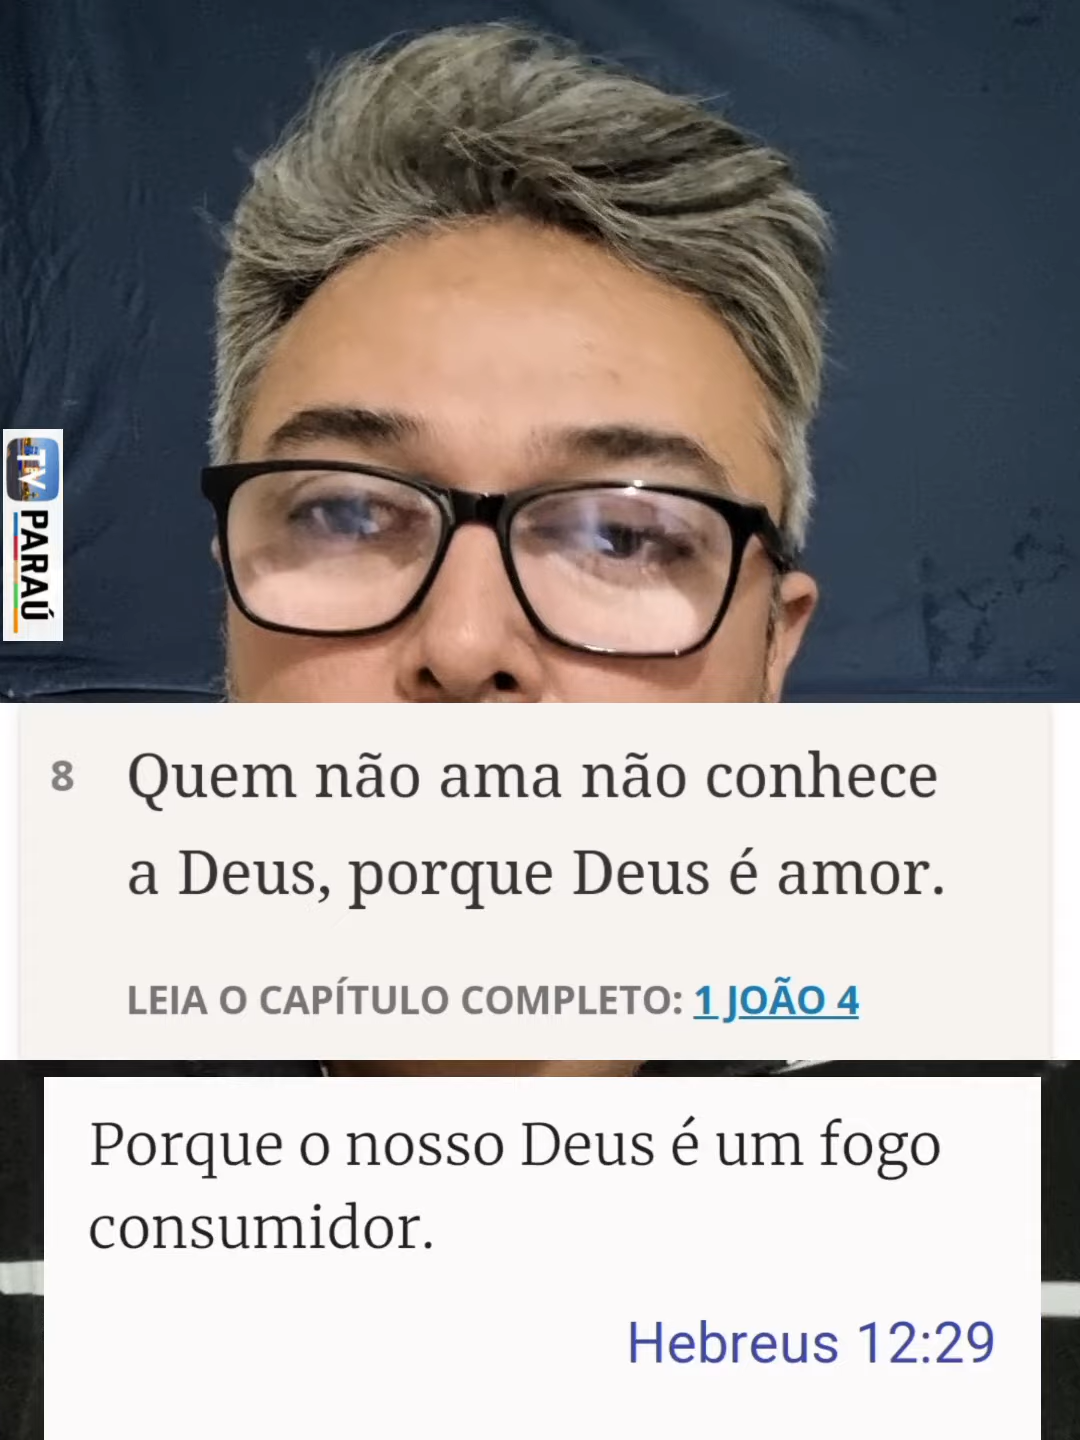 TV PARAÚ
8 Quem não ama não conhece
a Deus, porque Deus é amor.
LEIA O CAPÍTULO COMPLETO: 1 JOÃO 4
Porque o nosso Deus é um fogo
consumidor.
Hebreus 12:29